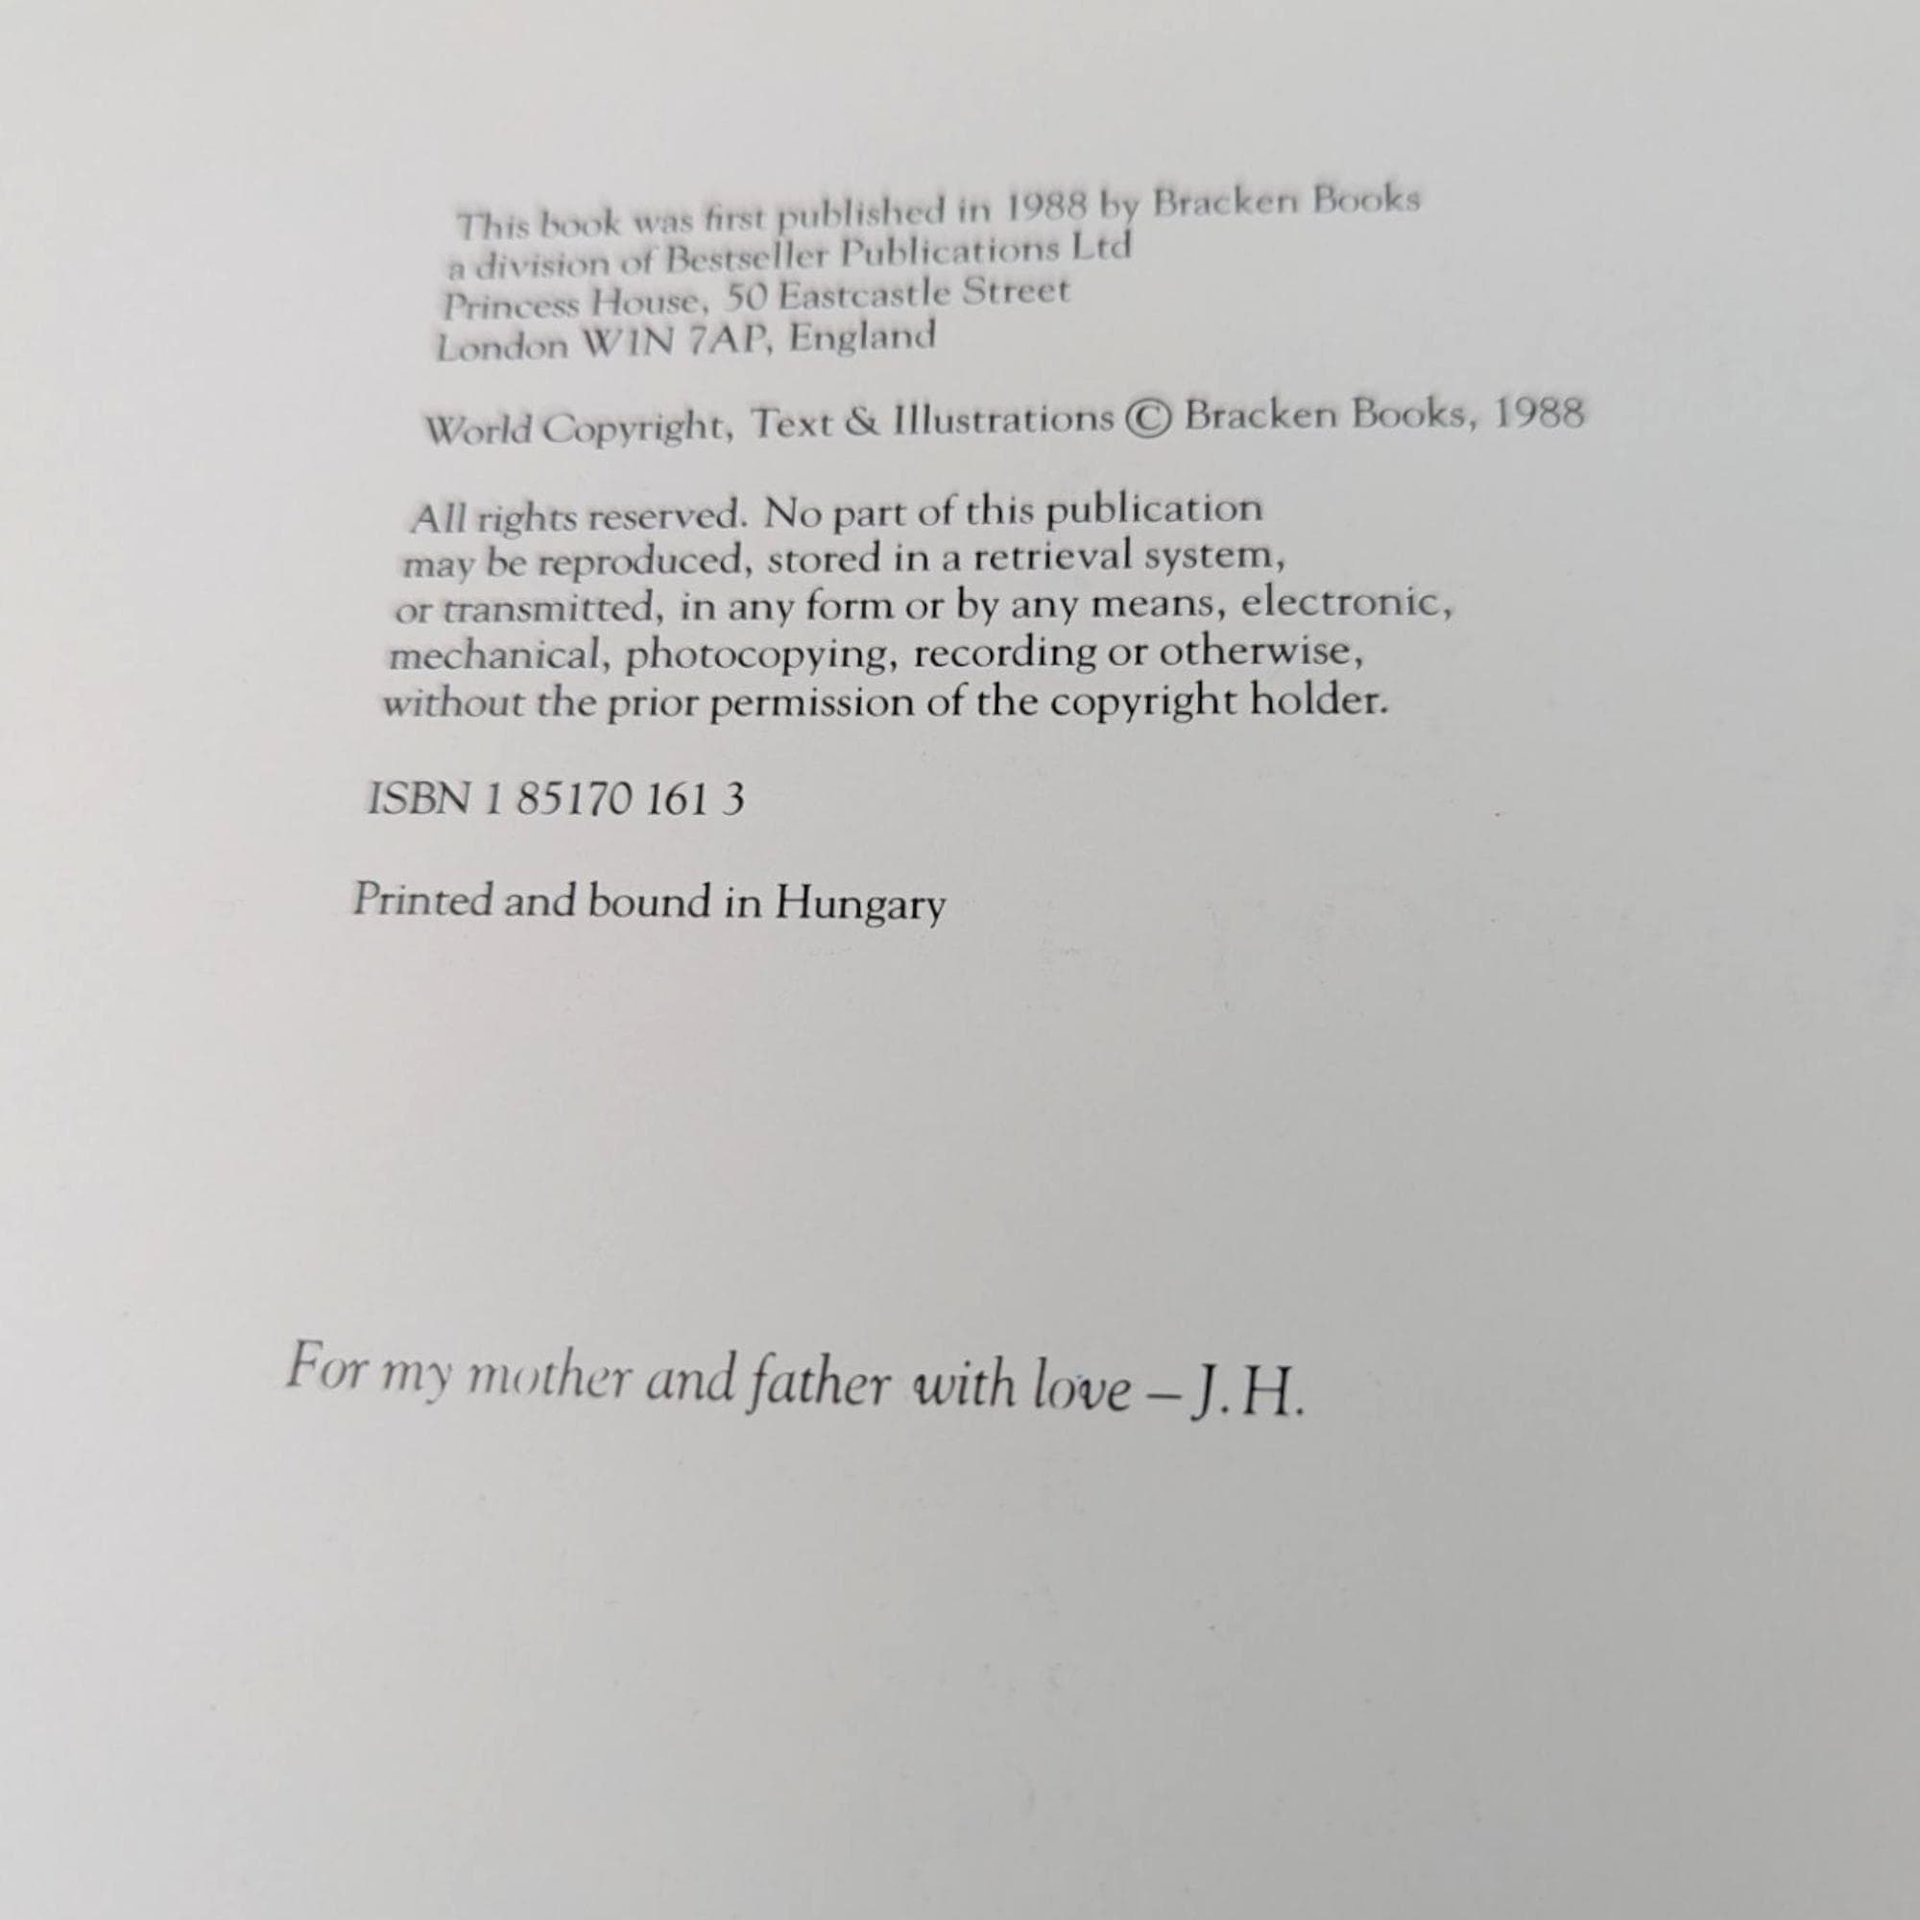 This book was first published in 1988 by Bracken Books
a division of Bestseller Publications Ltd
Princess House, 50 Eastcastle Street
London W1N 7AP, England
World Copyright, Text & Illustrations © Bracken Books, 1988
All rights reserved. No part of this publication
may be reproduced, stored in a retrieval system,
or transmitted, in any form or by any means, electronic,
mechanical, photocopying, recording or otherwise,
without the prior permission of the copyright holder.
ISBN 1 85170 161 3
Printed and bound in Hungary
For my mother and father with love – J. H.